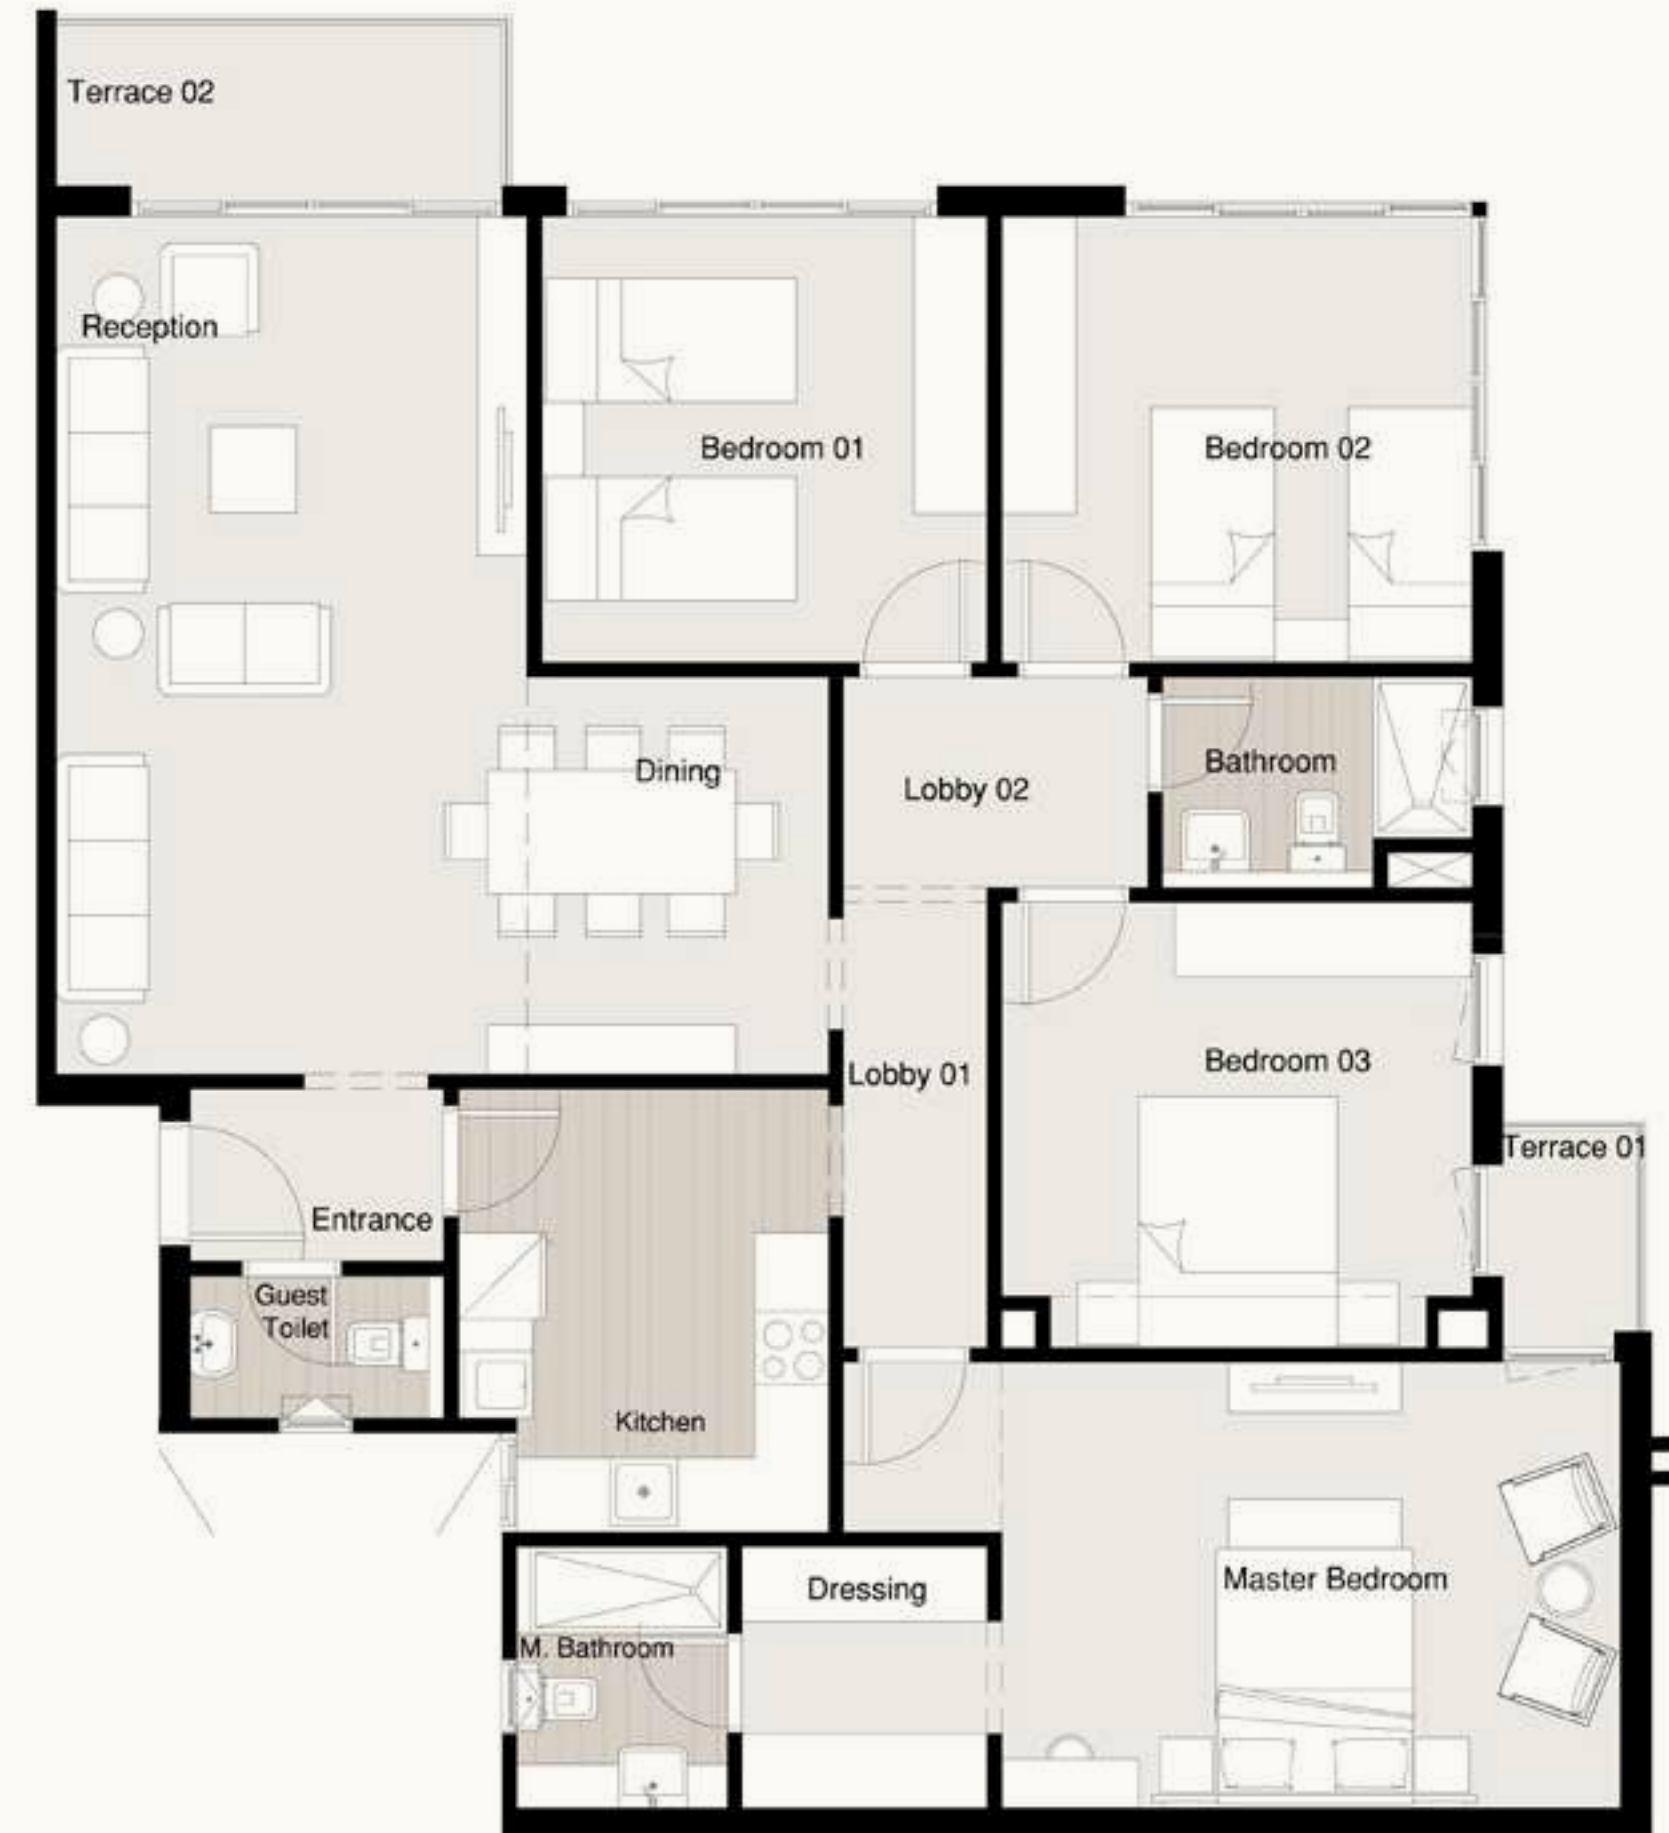 Terrace 02
Reception
Bedroom 01
Bedroom 02
Dining
Lobby 02
Bathroom
Lobby 01
Bedroom 03
Terrace 01
Entrance
Guest
Toilet
Kitchen
Dressing
Master Bedroom
M. Bathroom